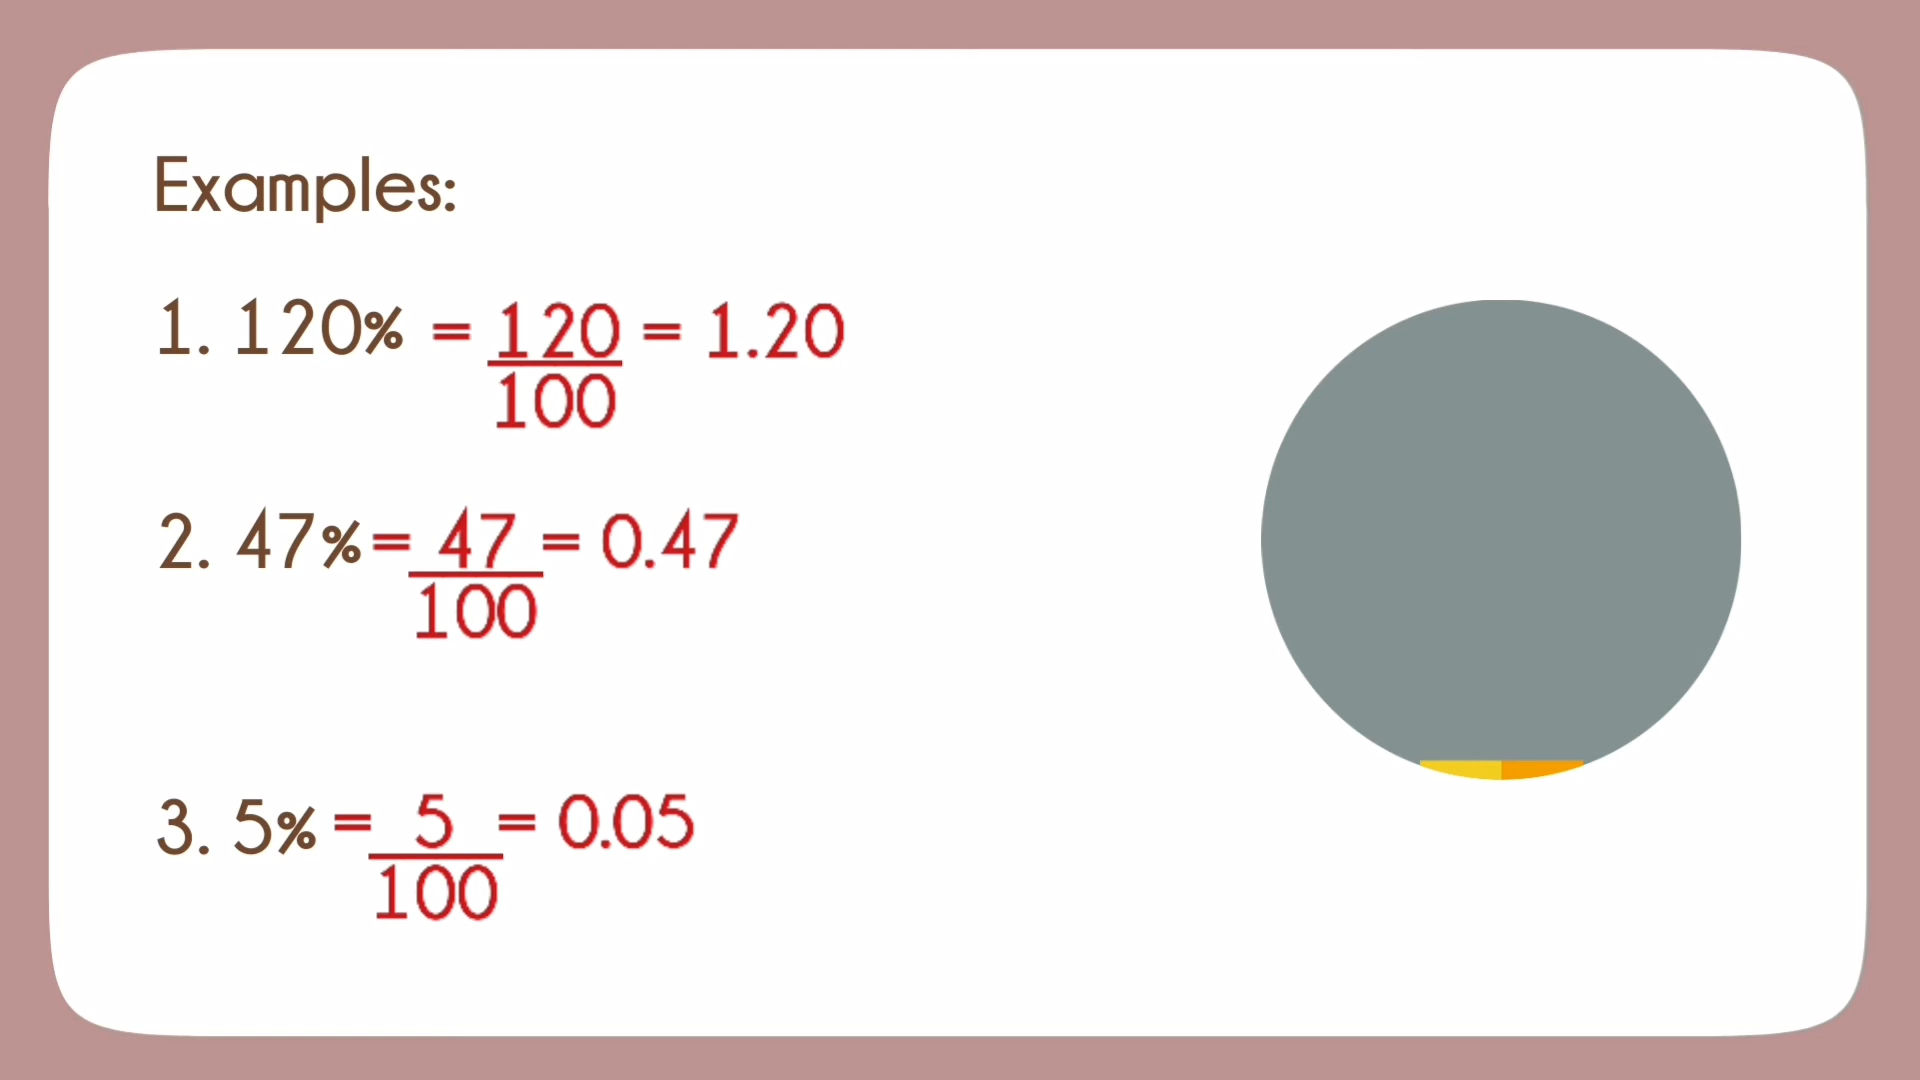 Examples:
1. 120% = 120 = 1.20
100
2. 47% = 47 = 0.47
100
3. 5% = 5 = 0.05
100